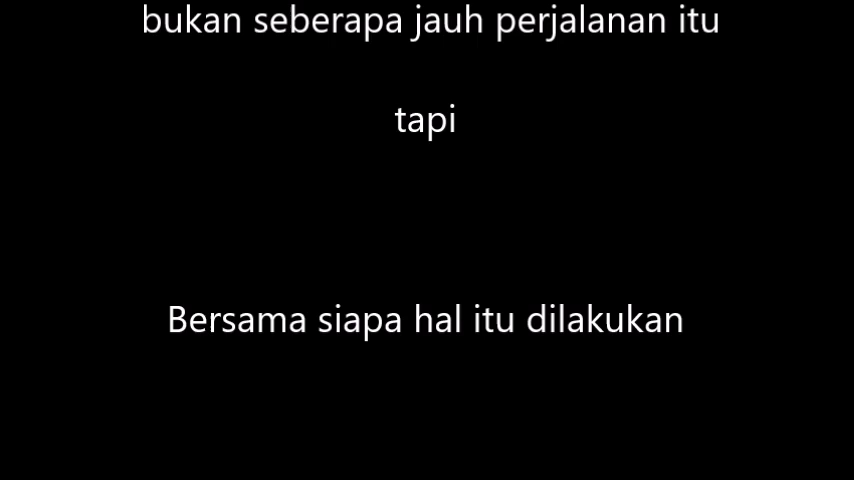 bukan seberapa jauh perjalanan itu
tapi
Bersama siapa hal itu dilakukan